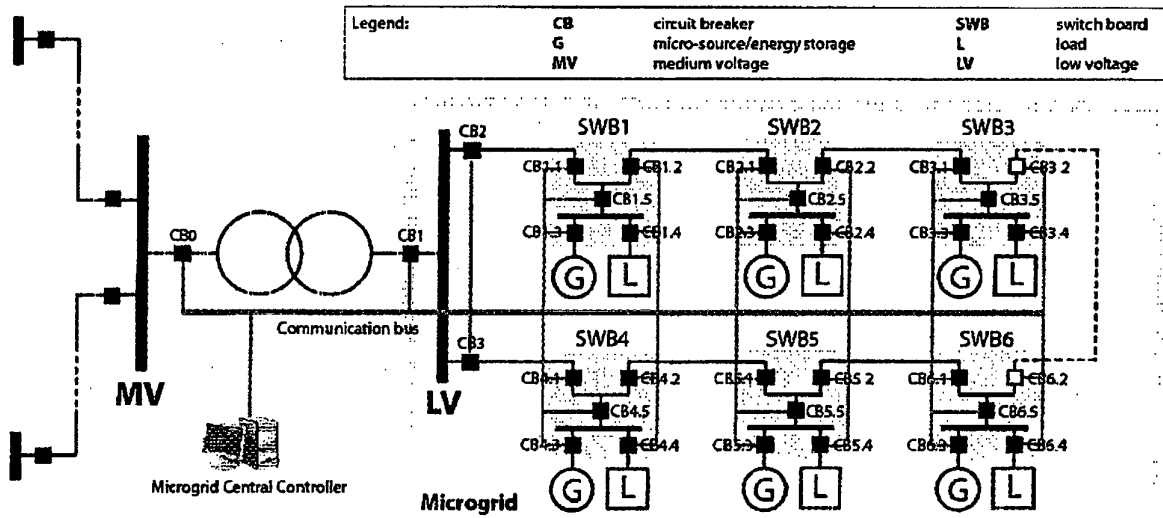 Legend: CB circuit breaker SWB switch board
G micro-source/energy storage L load
MV medium voltage LV low voltage
CB2 SWB1 SWB2 SWB3
CB1.1 CB1.2 CB2.1 CB2.2 CB3.1 CB3.2
CB1.5 CB2.5 CB3.5
CB0 CB1 CB1.3 CB1.4 CB2.3 CB2.4 CB3.3 CB3.4
G L G L G L
Communication bus
SWB4 SWB5 SWB6
CB3
CB4.1 CB4.2 CB5.1 CB5.2 CB6.1 CB6.2
MV LV
CB4.5 CB5.5 CB6.5
CB4.3 CB4.4 CB5.3 CB5.4 CB6.3 CB6.4
Microgrid Central Controller
G L G L G L
Microgrid